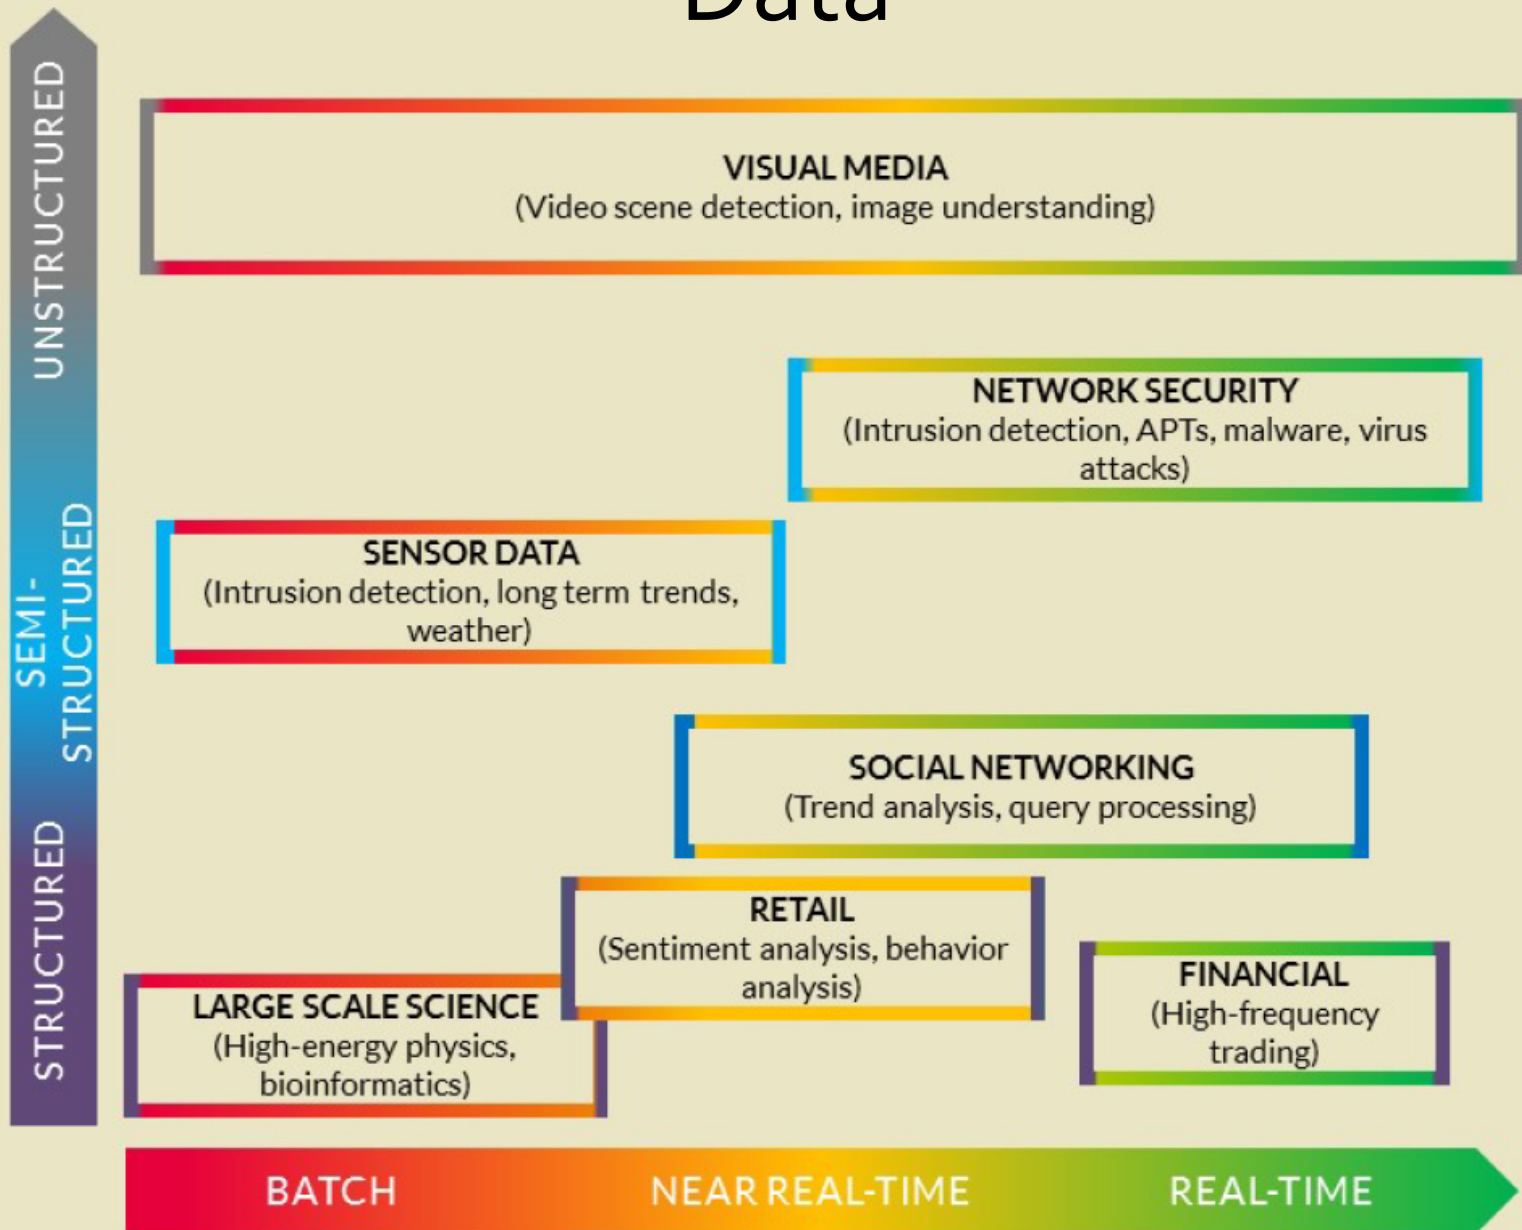 Data
UNSTRUCTURED
SEMI-
STRUCTURED
STRUCTURED
VISUAL MEDIA
(Video scene detection, image understanding)
NETWORK SECURITY
(Intrusion detection, APTs, malware, virus
attacks)
SENSOR DATA
(Intrusion detection, long term trends,
weather)
SOCIAL NETWORKING
(Trend analysis, query processing)
RETAIL
(Sentiment analysis, behavior
analysis)
FINANCIAL
(High-frequency
trading)
LARGE SCALE SCIENCE
(High-energy physics,
bioinformatics)
BATCH
NEAR REAL-TIME
REAL-TIME